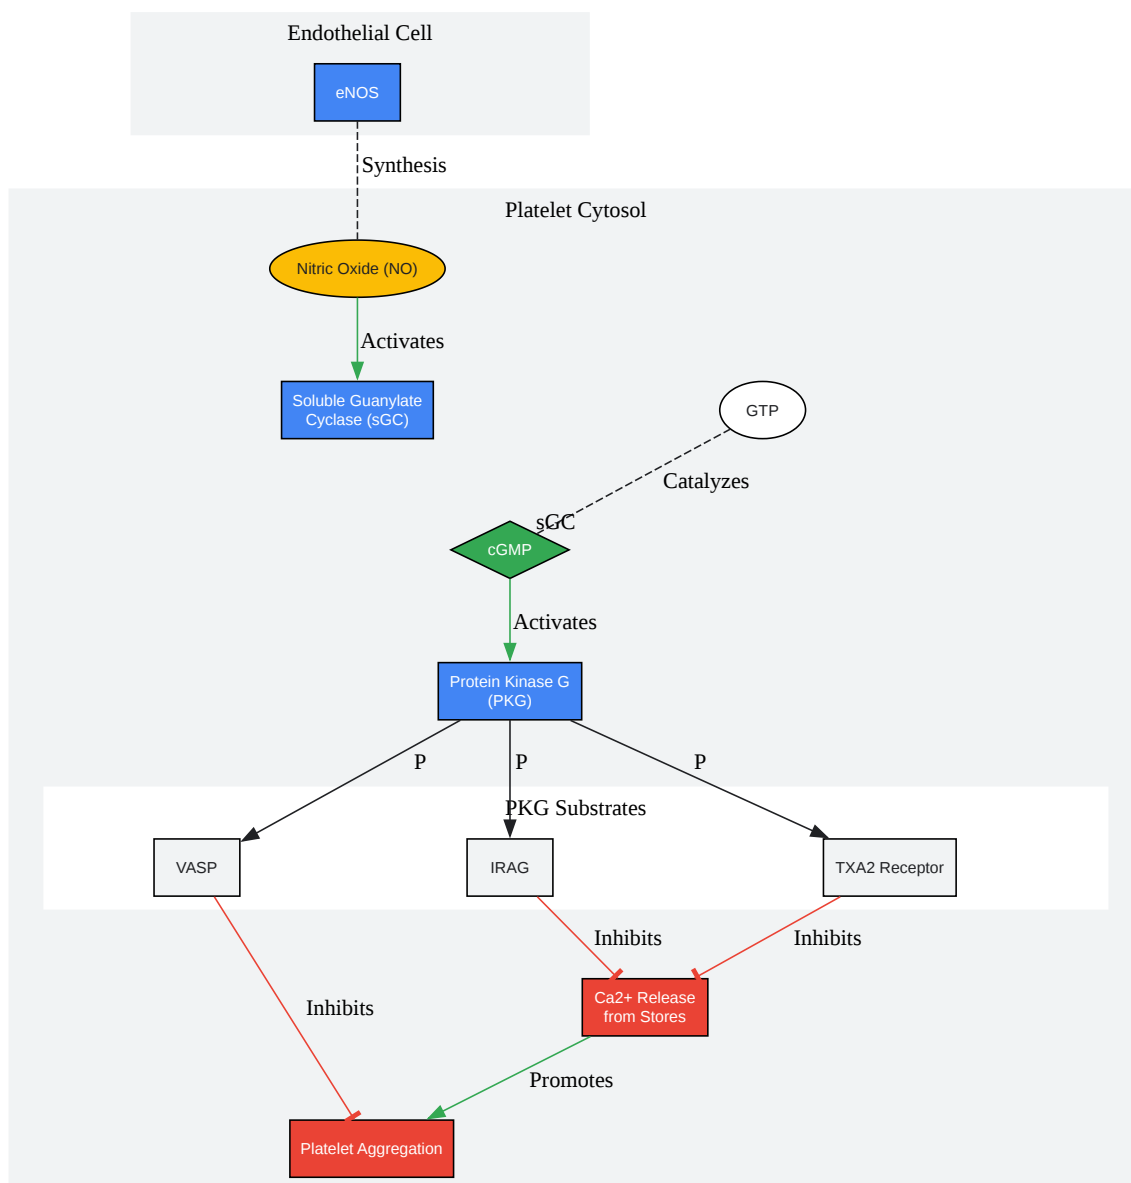 Endothelial Cell
eNOS
Synthesis
Platelet Cytosol
Nitric Oxide (NO)
Activates
Soluble Guanylate
Cyclase (sGC)
GTP
Catalyzes
sGC
cGMP
Activates
Protein Kinase G
(PKG)
P
P
P
PKG Substrates
VASP
IRAG
TXA2 Receptor
Inhibits
Inhibits
Ca2+ Release
from Stores
Inhibits
Promotes
Platelet Aggregation